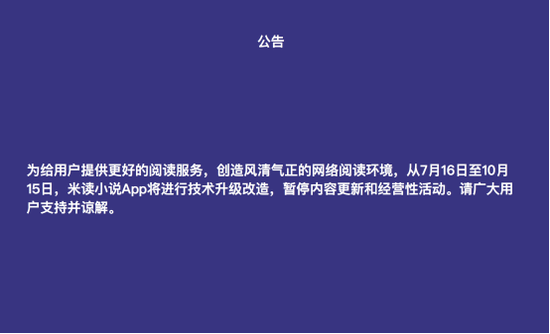 公告
为给用户提供更好的阅读服务，创造风清气正的网络阅读环境，从7月16日至10月
15日，米读小说App将进行技术升级改造，暂停内容更新和经营性活动。请广大用
户支持并谅解。